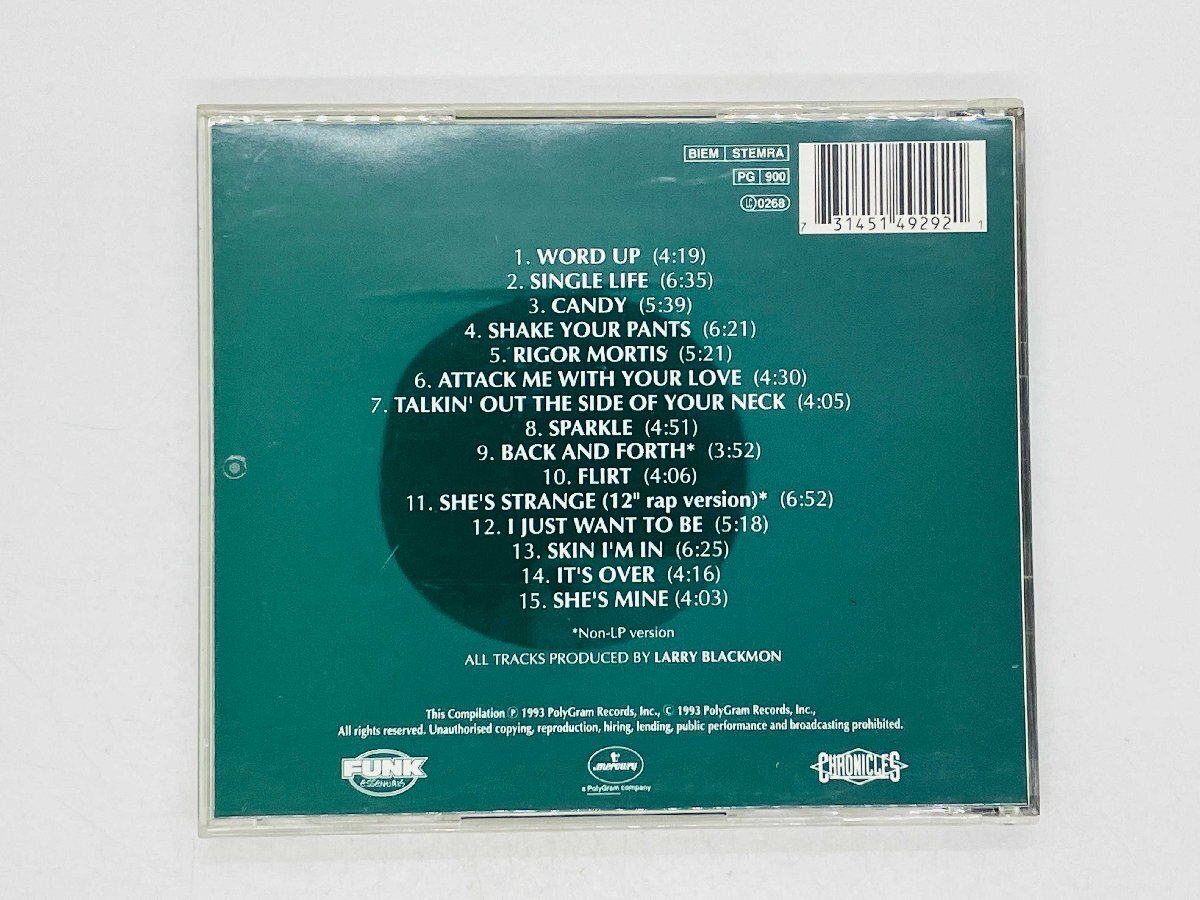 BIEM STEMRA
PG 900
LC 0268
7 31451 49292 1
1. WORD UP (4:19)
2. SINGLE LIFE (6:35)
3. CANDY (5:39)
4. SHAKE YOUR PANTS (6:21)
5. RIGOR MORTIS (5:21)
6. ATTACK ME WITH YOUR LOVE (4:30)
7. TALKIN' OUT THE SIDE OF YOUR NECK (4:05)
8. SPARKLE (4:51)
9. BACK AND FORTH* (3:52)
10. FLIRT (4:06)
11. SHE'S STRANGE (12" rap version)* (6:52)
12. I JUST WANT TO BE (5:18)
13. SKIN I'M IN (6:25)
14. IT'S OVER (4:16)
15. SHE'S MINE (4:03)
*Non-LP version
ALL TRACKS PRODUCED BY LARRY BLACKMON
This Compilation ℗ 1993 PolyGram Records, Inc., © 1993 PolyGram Records, Inc.,
All rights reserved. Unauthorised copying, reproduction, hiring, lending, public performance and broadcasting prohibited.
FUNK
ESSENTIALS
mercury
a PolyGram company
CHRONICLES